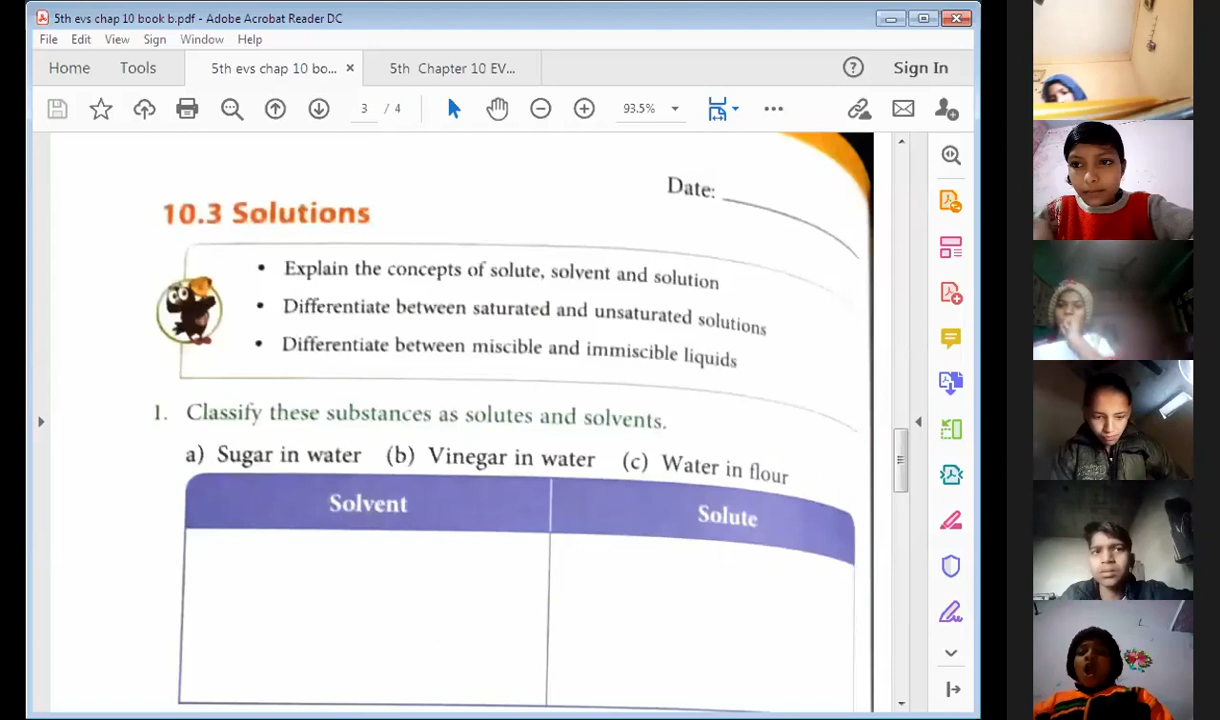 5th evs chap 10 book b.pdf - Adobe Acrobat Reader DC
File Edit View Sign Window Help
Home Tools 5th evs chap 10 bo... × 5th Chapter 10 EV... Sign In
3 / 4 93.5%
Date:
10.3 Solutions
• Explain the concepts of solute, solvent and solution
• Differentiate between saturated and unsaturated solutions
• Differentiate between miscible and immiscible liquids
1. Classify these substances as solutes and solvents.
a) Sugar in water (b) Vinegar in water (c) Water in flour
Solvent Solute